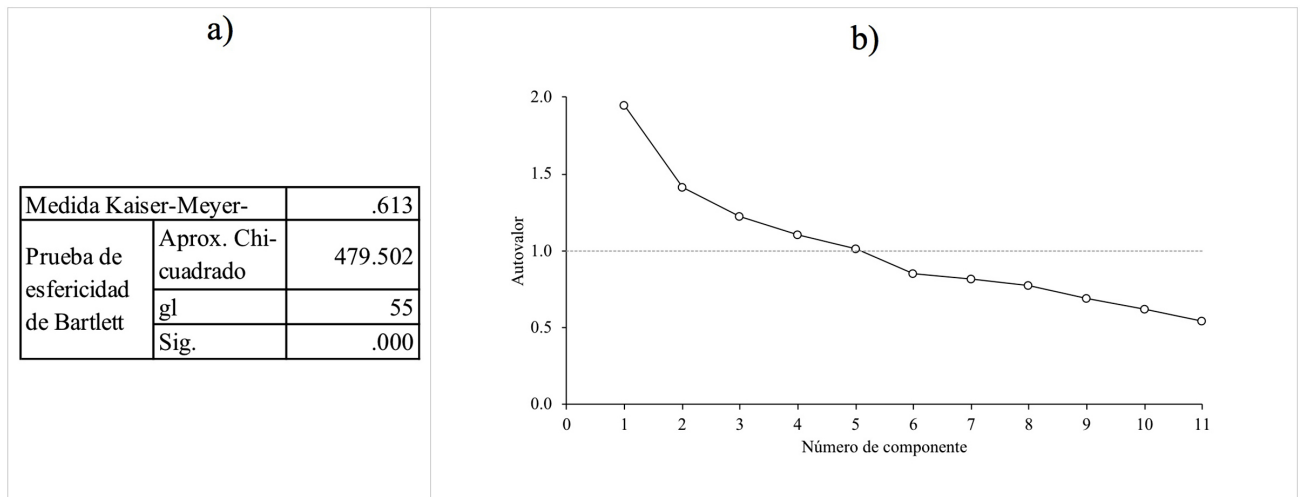 a)
Medida Kaiser-Meyer-
.613
Prueba de
esfericidad
de Bartlett
Aprox. Chi-
cuadrado
479.502
gl
55
Sig.
.000
b)
2.0
1.5
1.0
0.5
0.0
Autovalor
0 1 2 3 4 5 6 7 8 9 10 11
Número de componente